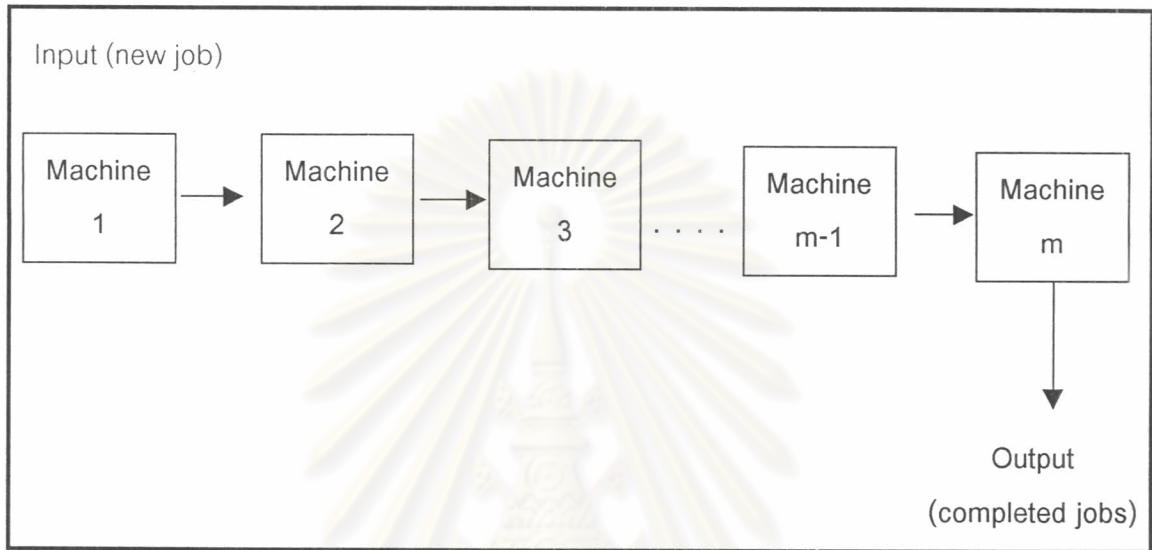 Input (new job)
Machine
1
Machine
2
Machine
3
. . . .
Machine
m-1
Machine
m
Output
(completed jobs)